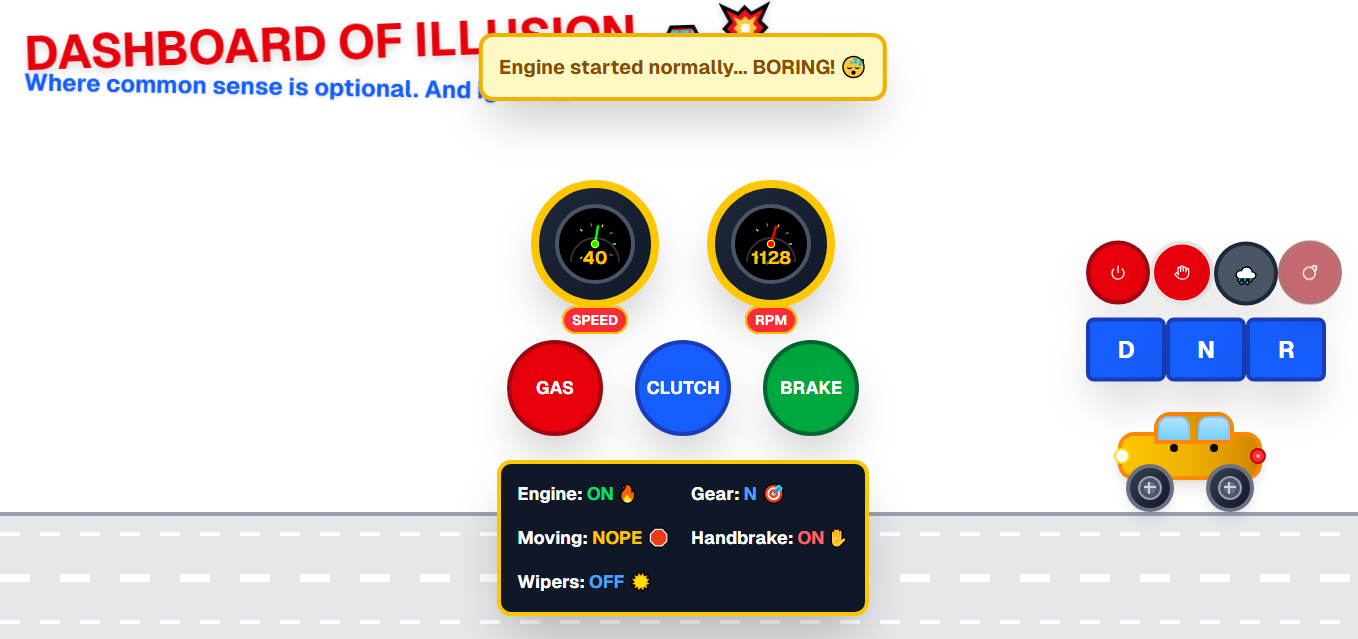 DASHBOARD OF ILLUSION
Where common sense is optional. And
Engine started normally... BORING! 😴
40
1128
SPEED
RPM
GAS
CLUTCH
BRAKE
D
N
R
Engine: ON 🔥
Gear: N 🎯
Moving: NOPE 🛑
Handbrake: ON ✋
Wipers: OFF ☀️